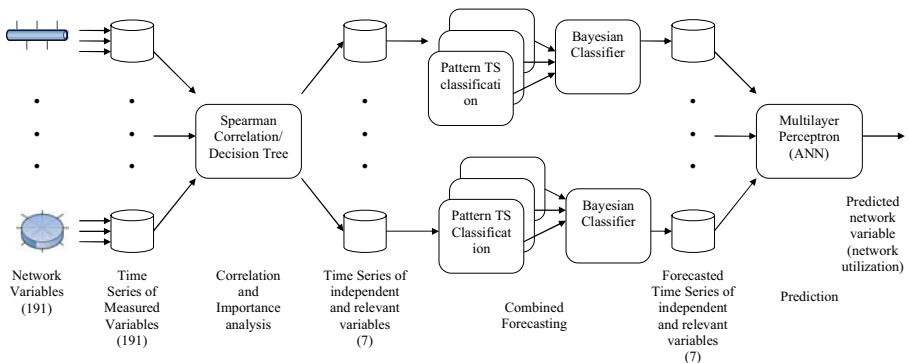 Pattern TS
classificati
on
Bayesian
Classifier
Spearman
Correlation/
Decision Tree
Multilayer
Perceptron
(ANN)
Pattern TS
Classificat
ion
Bayesian
Classifier
Predicted
network
variable
(network
utilization)
Network
Variables
(191)
Time
Series of
Measured
Variables
(191)
Correlation
and
Importance
analysis
Time Series of
independent
and relevant
variables
(7)
Combined
Forecasting
Forecasted
Time Series of
independent
and relevant
variables
(7)
Prediction